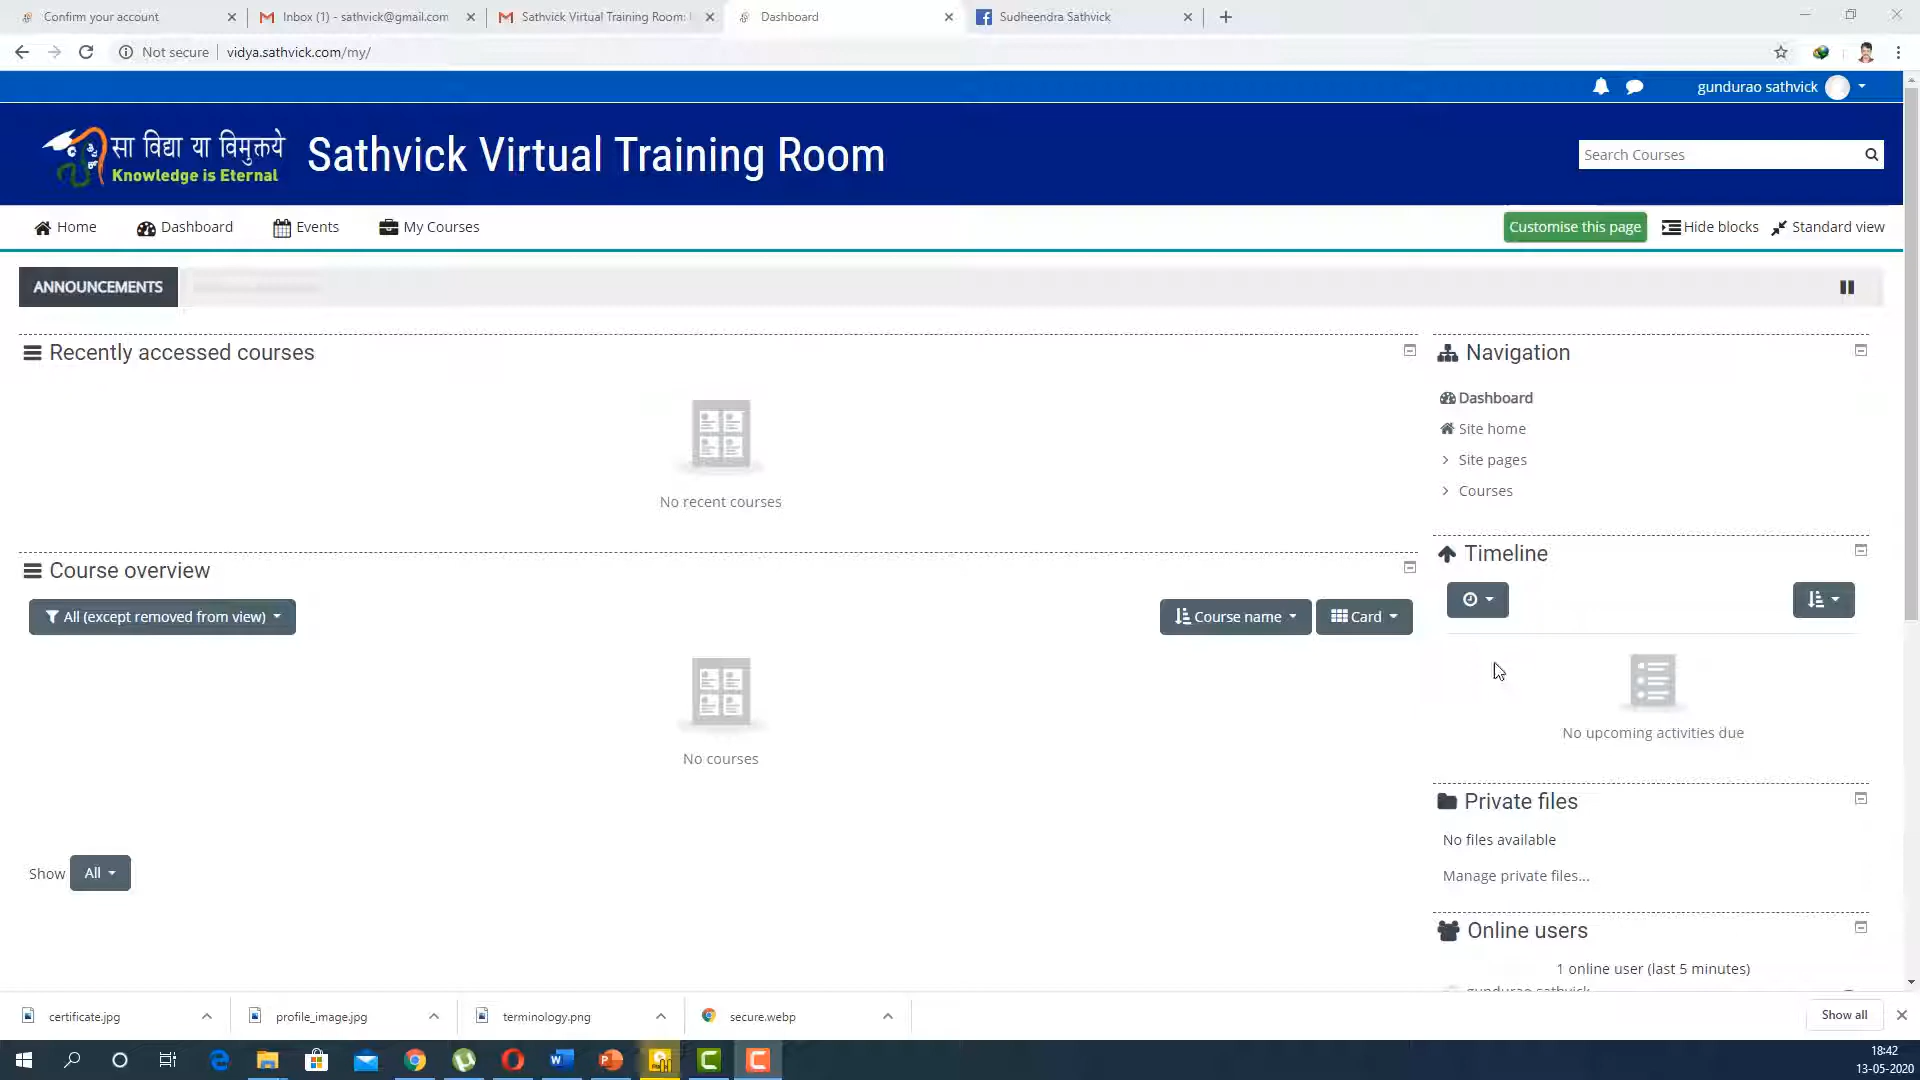 Confirm your account
Inbox (1) - sathvick@gmail.com
Sathvick Virtual Training Room:
Dashboard
Sudheendra Sathvick
Not secure
vidya.sathvick.com/my/
gundurao sathvick
सा विद्या या विमुक्तये
Knowledge is Eternal
Sathvick Virtual Training Room
Search Courses
Home
Dashboard
Events
My Courses
Customise this page
Hide blocks
Standard view
ANNOUNCEMENTS
Recently accessed courses
No recent courses
Course overview
All (except removed from view)
Course name
Card
No courses
Show
All
Navigation
Dashboard
Site home
Site pages
Courses
Timeline
No upcoming activities due
Private files
No files available
Manage private files...
Online users
1 online user (last 5 minutes)
gundurao sathvick
certificate.jpg
profile_image.jpg
terminology.png
secure.webp
Show all
18:42
13-05-2020